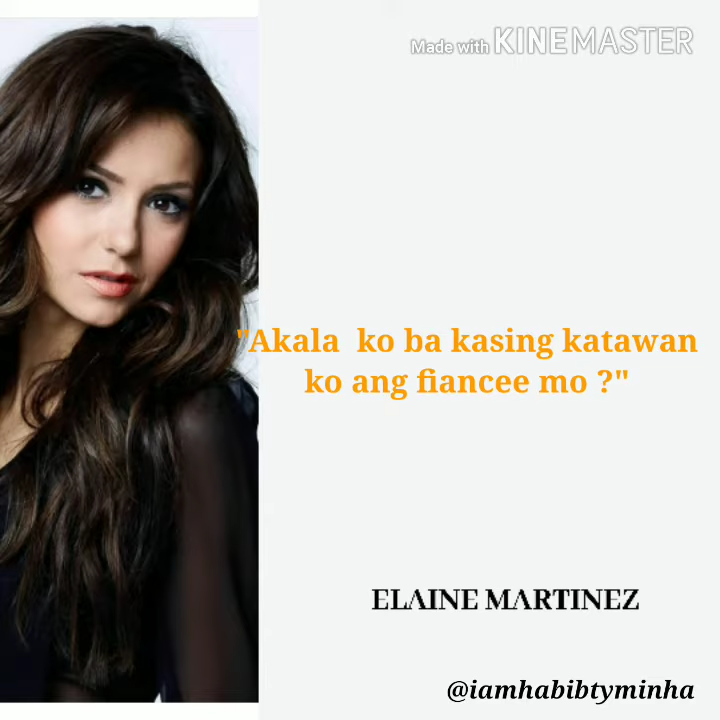 Made with KINEMASTER
"Akala ko ba kasing katawan
ko ang fiancee mo ?"
ELAINE MARTINEZ
@iamhabibtyminha